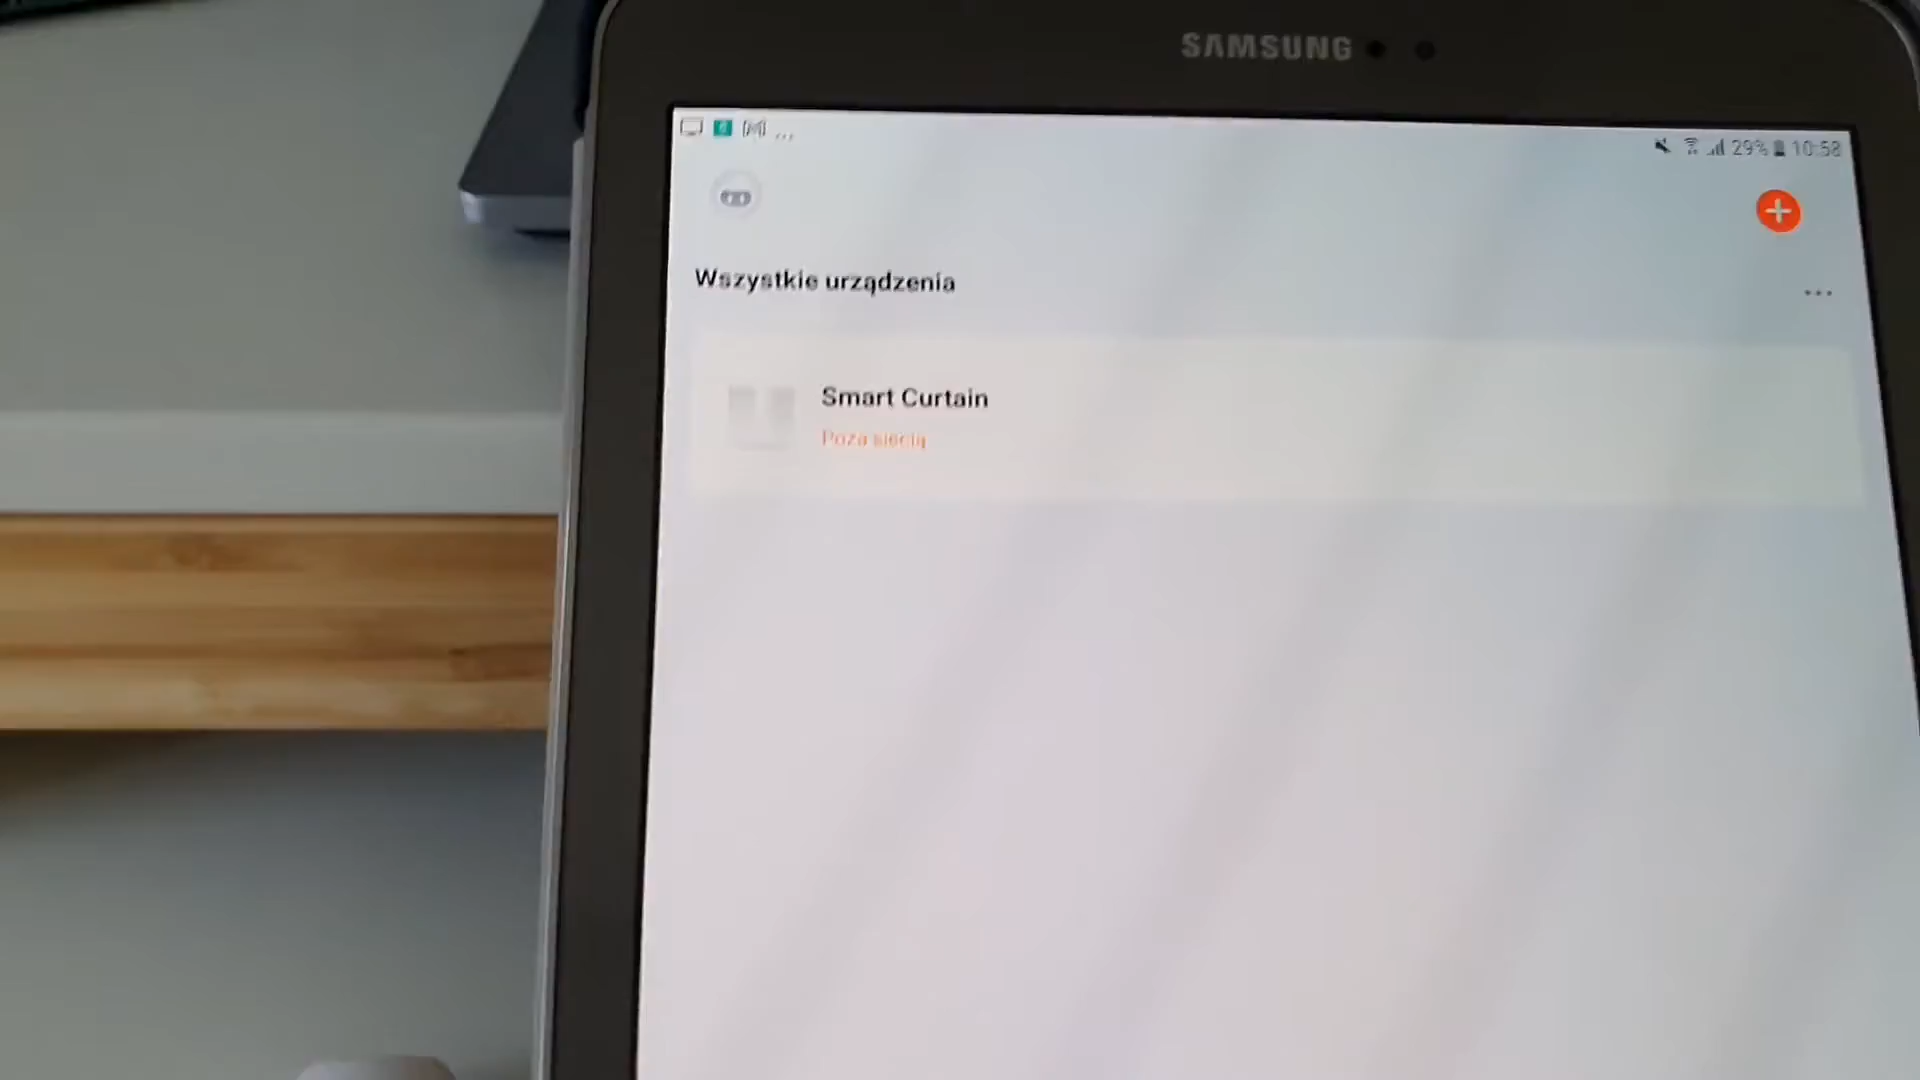 SAMSUNG
... 
29% 10:58
Wszystkie urządzenia
...
Smart Curtain
Poza siecią